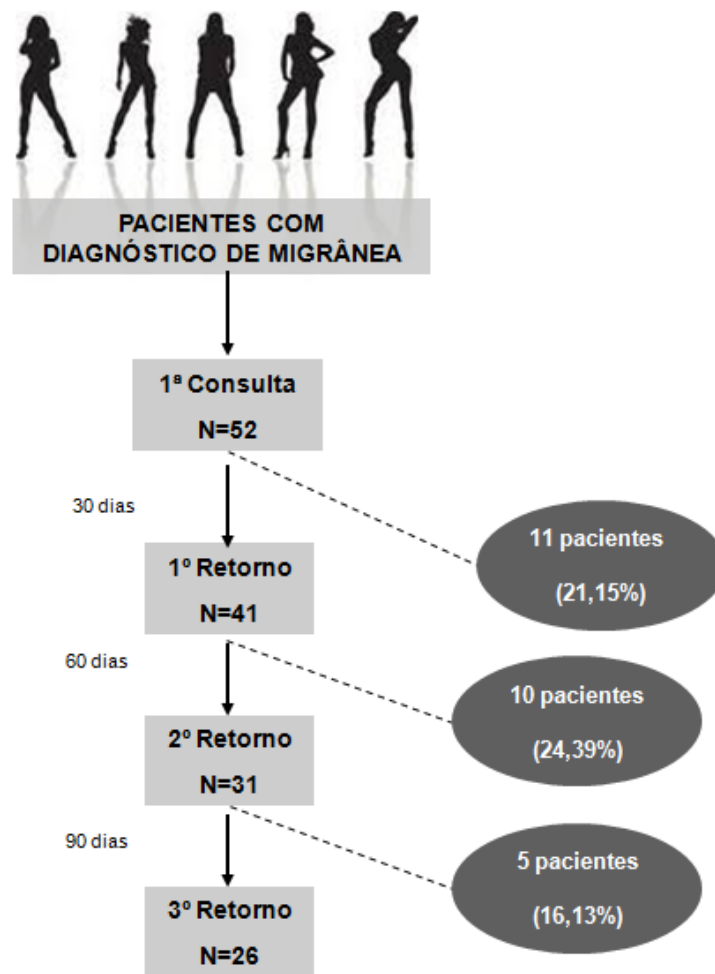 PACIENTES COM
DIAGNÓSTICO DE MIGRÂNEA
1ª Consulta
N=52
30 dias
11 pacientes
(21,15%)
1º Retorno
N=41
60 dias
10 pacientes
(24,39%)
2º Retorno
N=31
90 dias
5 pacientes
(16,13%)
3º Retorno
N=26